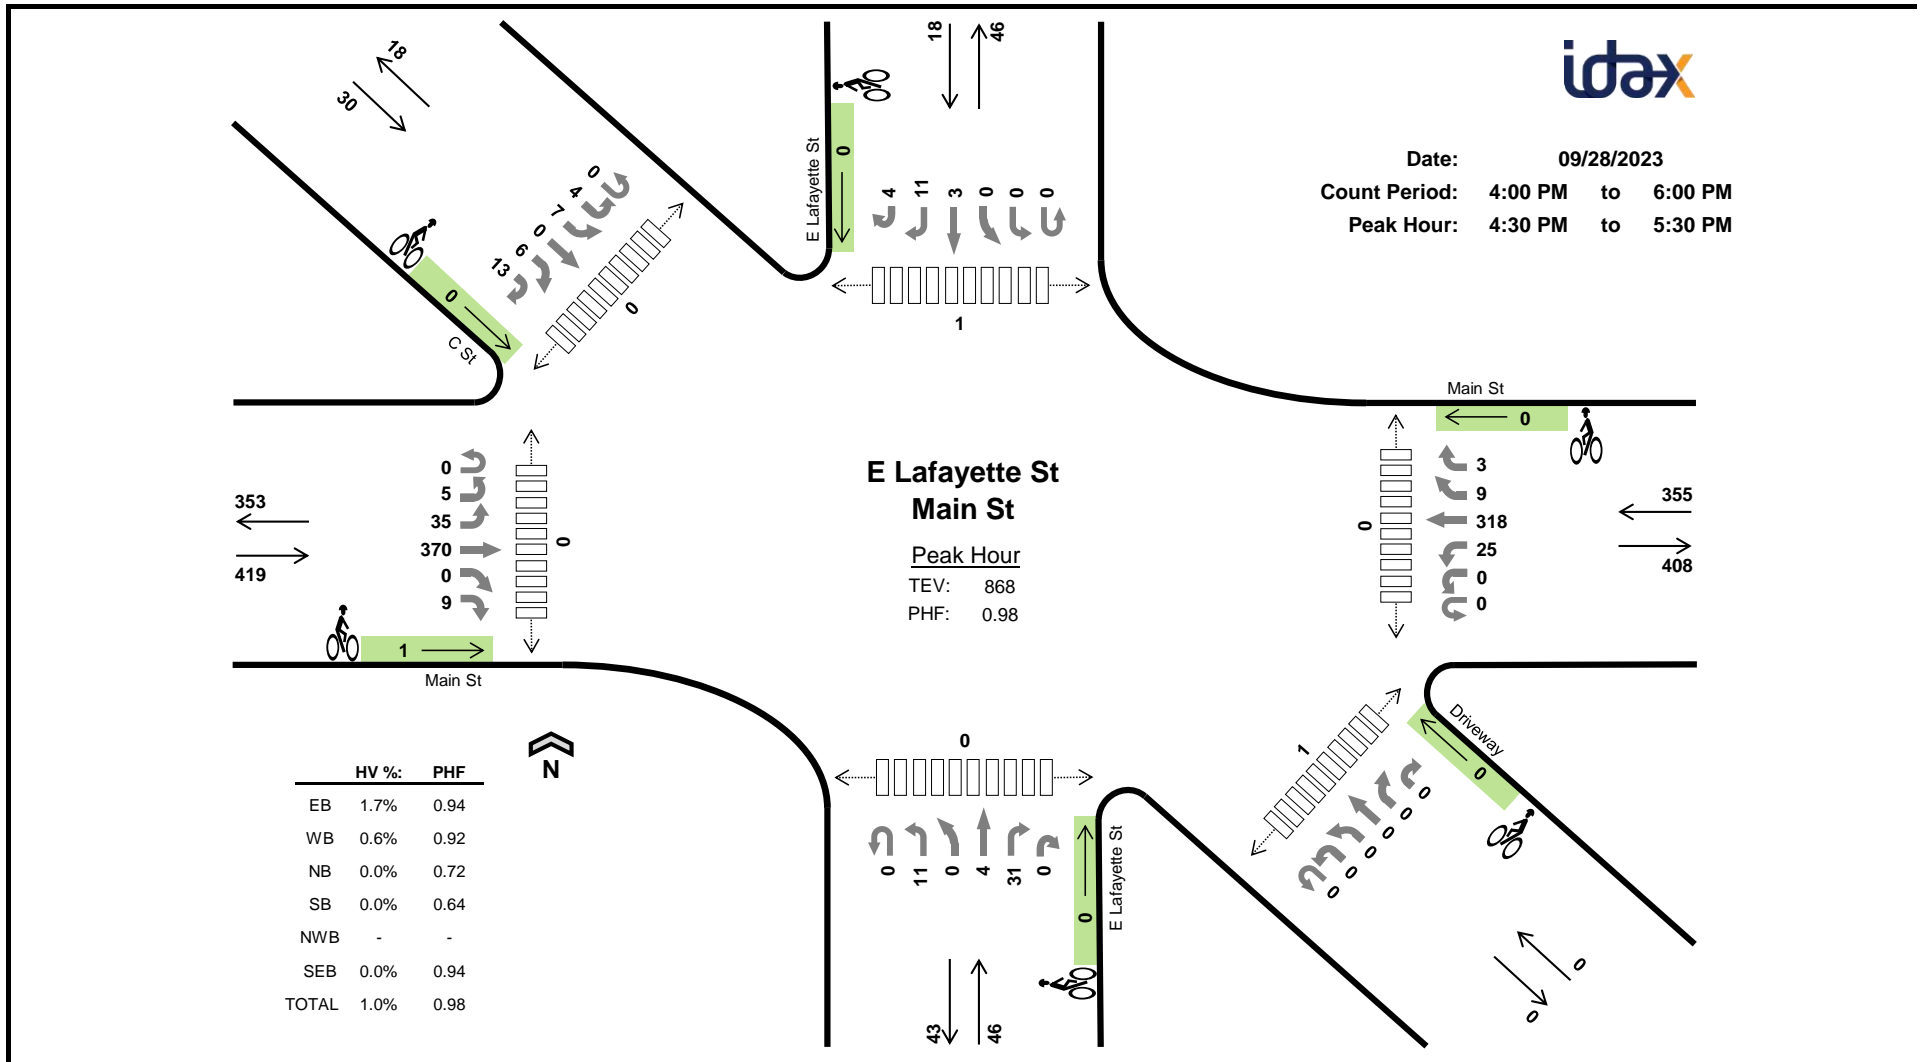 idax
Date: 09/28/2023
Count Period: 4:00 PM to 6:00 PM
Peak Hour: 4:30 PM to 5:30 PM
18
30
0
4
7
0
6
13
0
0
C St
18
46
E Lafayette St
0
4 11 3 0 0 0
1
Main St
0
3
9
318
25
0
0
0
355
408
353
419
0
5
35
370
0
9
0
1
Main St
E Lafayette St
Main St
Peak Hour
TEV: 868
PHF: 0.98
N
HV %: PHF
EB 1.7% 0.94
WB 0.6% 0.92
NB 0.0% 0.72
SB 0.0% 0.64
NWB - -
SEB 0.0% 0.94
TOTAL 1.0% 0.98
0
0 11 0 4 31 0
0
E Lafayette St
43
46
1
Driveway
0
0
0
0
0
0
0
0
0